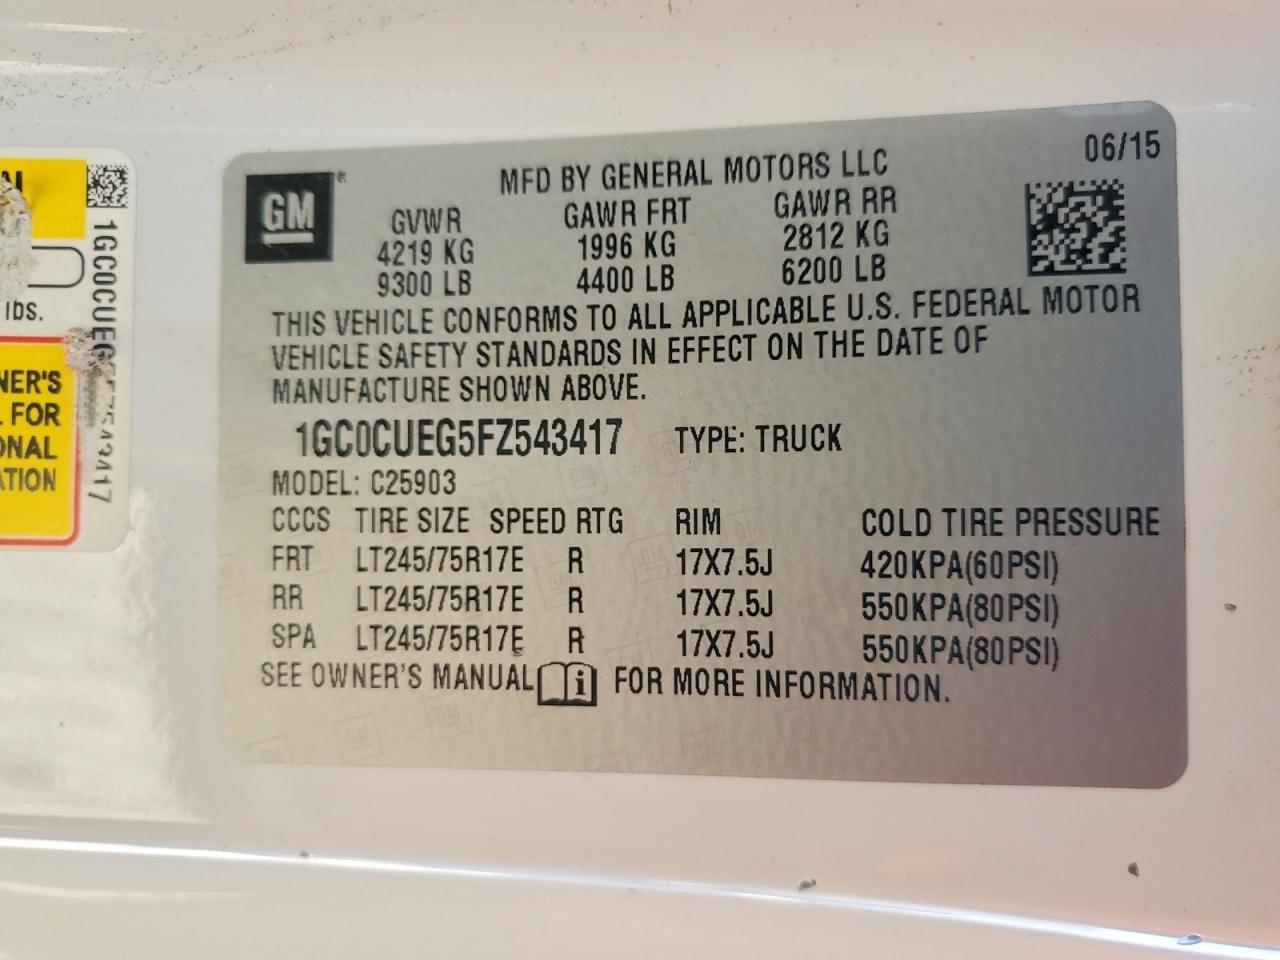 06/15
GM®
MFD BY GENERAL MOTORS LLC
GVWR GAWR FRT GAWR RR
4219 KG 1996 KG 2812 KG
9300 LB 4400 LB 6200 LB
THIS VEHICLE CONFORMS TO ALL APPLICABLE U.S. FEDERAL MOTOR
VEHICLE SAFETY STANDARDS IN EFFECT ON THE DATE OF
MANUFACTURE SHOWN ABOVE.
1GC0CUEG5FZ543417 TYPE: TRUCK
MODEL: C25903
CCCS TIRE SIZE SPEED RTG RIM COLD TIRE PRESSURE
FRT LT245/75R17E R 17X7.5J 420KPA(60PSI)
RR LT245/75R17E R 17X7.5J 550KPA(80PSI)
SPA LT245/75R17E R 17X7.5J 550KPA(80PSI)
SEE OWNER'S MANUAL i FOR MORE INFORMATION.
lbs.
NER'S
FOR
ONAL
ATION